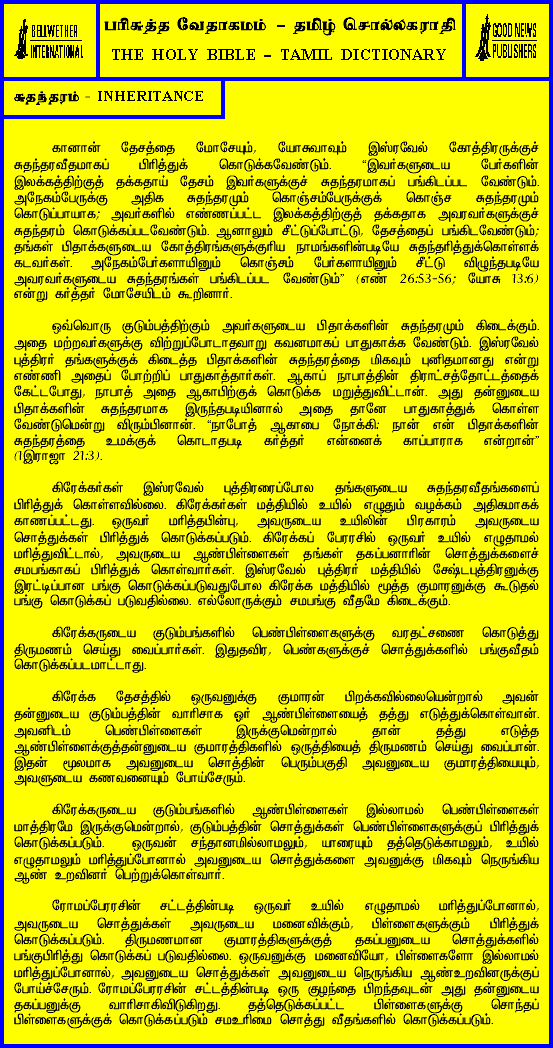 BELLWETHER
INTERNATIONAL
பரிசுத்த வேதாகமம் – தமிழ் சொல்லகராதி
THE HOLY BIBLE – TAMIL DICTIONARY
GOOD NEWS
PUBLISHERS
சுதந்தரம் - INHERITANCE
கானான் தேசத்தை மோசேயும், யோசுவாவும் இஸ்ரவேல் கோத்திரருக்குச்
சுதந்தரவீதமாகப் பிரித்துக் கொடுக்கவேண்டும். “இவர்களுடைய பேர்களின்
இலக்கத்திற்குத் தக்கதாய் தேசம் இவர்களுக்குச் சுதந்தரமாகப் பங்கிடப்பட வேண்டும்.
அநேகம்பேருக்கு அதிக சுதந்தரமும் கொஞ்சம்பேருக்குக் கொஞ்ச சுதந்தரமும்
கொடுப்பாயாக; அவர்களில் எண்ணப்பட்ட இலக்கத்திற்குத் தக்கதாக அவரவர்களுக்குச்
சுதந்தரம் கொடுக்கப்படவேண்டும். ஆனாலும் சீட்டுப்போட்டு, தேசத்தைப் பங்கிடவேண்டும்;
தங்கள் பிதாக்களுடைய கோத்திரங்களுக்குரிய நாமங்களின்படியே சுதந்தரித்துக்கொள்ளக்
கடவர்கள். அநேகம்பேர்களாயினும் கொஞ்சம் பேர்களாயினும் சீட்டு விழுந்தபடியே
அவரவர்களுடைய சுதந்தரங்கள் பங்கிடப்பட வேண்டும்” (எண் 26:53-56; யோசு 13:6)
என்று கர்த்தர் மோசேயிடம் கூறினார்.
ஒவ்வொரு குடும்பத்திற்கும் அவர்களுடைய பிதாக்களின் சுதந்தரமும் கிடைக்கும்.
அதை மற்றவர்களுக்கு விற்றுப்போடாதவாறு கவனமாகப் பாதுகாக்க வேண்டும். இஸ்ரவேல்
புத்திரர் தங்களுக்குக் கிடைத்த பிதாக்களின் சுதந்தரத்தை மிகவும் புனிதமானது என்று
எண்ணி அதைப் போற்றிப் பாதுகாத்தார்கள். ஆகாப் நாபாத்தின் திராட்சத்தோட்டத்தைக்
கேட்டபோது, நாபாத் அதை ஆகாபிற்குக் கொடுக்க மறுத்துவிட்டான். அது தன்னுடைய
பிதாக்களின் சுதந்தரமாக இருந்தபடியினால் அதை தானே பாதுகாத்துக் கொள்ள
வேண்டுமென்று விரும்பினான். “நாபோத் ஆகாபை நோக்கி: நான் என் பிதாக்களின்
சுதந்தரத்தை உமக்குக் கொடாதபடி கர்த்தர் என்னைக் காப்பாராக என்றான்”
(1இராஜா 21:3).
கிரேக்கர்கள் இஸ்ரவேல் புத்திரரைப்போல தங்களுடைய சுதந்தரவீதங்களைப்
பிரித்துக் கொள்ளவில்லை. கிரேக்கர்கள் மத்தியில் உயில் எழுதும் வழக்கம் அதிகமாகக்
காணப்பட்டது. ஒருவர் மரித்தபின்பு, அவருடைய உயிலின் பிரகாரம் அவருடைய
சொத்துக்கள் பிரித்துக் கொடுக்கப்படும். கிரேக்கப் பேரரசில் ஒருவர் உயில் எழுதாமல்
மரித்துவிட்டால், அவருடைய ஆண்பிள்ளைகள் தங்கள் தகப்பனாரின் சொத்துக்களைச்
சமபங்காகப் பிரித்துக் கொள்வார்கள். இஸ்ரவேல் புத்திரர் மத்தியில் சேஷ்டபுத்திரனுக்கு
இரட்டிப்பான பங்கு கொடுக்கப்படுவதுபோல கிரேக்க மத்தியில் மூத்த குமாரனுக்கு கூடுதல்
பங்கு கொடுக்கப் படுவதில்லை. எல்லோருக்கும் சமபங்கு வீதமே கிடைக்கும்.
கிரேக்கருடைய குடும்பங்களில் பெண்பிள்ளைகளுக்கு வரதட்சணை கொடுத்து
திருமணம் செய்து வைப்பார்கள். இதுதவிர, பெண்களுக்குச் சொத்துக்களில் பங்குவீதம்
கொடுக்கப்படமாட்டாது.
கிரேக்க தேசத்தில் ஒருவனுக்கு குமாரன் பிறக்கவில்லையென்றால் அவன்
தன்னுடைய குடும்பத்தின் வாரிசாக ஓர் ஆண்பிள்ளையைத் தத்து எடுத்துக்கொள்வான்.
அவனிடம் பெண்பிள்ளைகள் இருக்குமென்றால் தான் தத்து எடுத்த
ஆண்பிள்ளைக்குத்தன்னுடைய குமாரத்திகளில் ஒருத்தியைத் திருமணம் செய்து வைப்பான்.
இதன் மூலமாக அவனுடைய சொத்தின் பெரும்பகுதி அவனுடைய குமாரத்தியையும்,
அவளுடைய கணவனையும் போய்சேரும்.
கிரேக்கருடைய குடும்பங்களில் ஆண்பிள்ளைகள் இல்லாமல் பெண்பிள்ளைகள்
மாத்திரமே இருக்குமென்றால், குடும்பத்தின் சொத்துக்கள் பெண்பிள்ளைகளுக்குப் பிரித்துக்
கொடுக்கப்படும். ஒருவன் சந்தானமில்லாமலும், யாரையும் தத்தெடுக்காமலும், உயில்
எழுதாமலும் மரித்துப்போனால் அவனுடைய சொத்துக்களை அவனுக்கு மிகவும் நெருங்கிய
ஆண் உறவினர் பெற்றுக்கொள்வார்.
ரோமப்பேரரசின் சட்டத்தின்படி ஒருவர் உயில் எழுதாமல் மரித்துப்போனால்,
அவருடைய சொத்துக்கள் அவருடைய மனைவிக்கும், பிள்ளைகளுக்கும் பிரித்துக்
கொடுக்கப்படும். திருமணமான குமாரத்திகளுக்குத் தகப்பனுடைய சொத்துக்களில்
பங்குபிரித்து கொடுக்கப் படுவதில்லை. ஒருவனுக்கு மனைவியோ, பிள்ளைகளோ இல்லாமல்
மரித்துப்போனால், அவனுடைய சொத்துக்கள் அவனுடைய நெருங்கிய ஆண்உறவினருக்குப்
போய்ச்சேரும். ரோமப்பேரரசின் சட்டத்தின்படி ஒரு குழந்தை பிறந்தவுடன் அது தன்னுடைய
தகப்பனுக்கு வாரிசாகிவிடுகிறது. தத்தெடுக்கப்பட்ட பிள்ளைகளுக்கு சொந்தப்
பிள்ளைகளுக்குக் கொடுக்கப்படும் சமஉரிமை சொத்து வீதங்களில் கொடுக்கப்படும்.